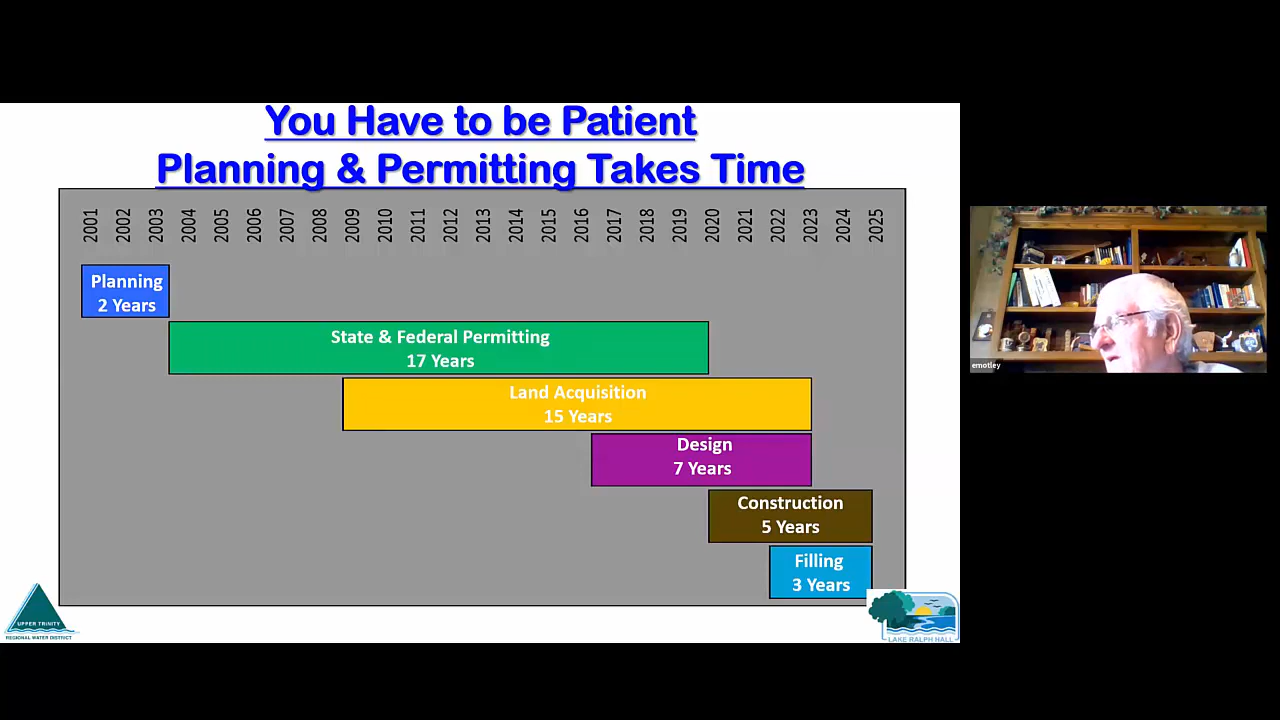 You Have to be Patient
Planning & Permitting Takes Time
2001 2002 2003 2004 2005 2006 2007 2008 2009 2010 2011 2012 2013 2014 2015 2016 2017 2018 2019 2020 2021 2022 2023 2024 2025
Planning
2 Years
State & Federal Permitting
17 Years
Land Acquisition
15 Years
Design
7 Years
Construction
5 Years
Filling
3 Years
UPPER TRINITY
REGIONAL WATER DISTRICT
LAKE RALPH HALL
emotley